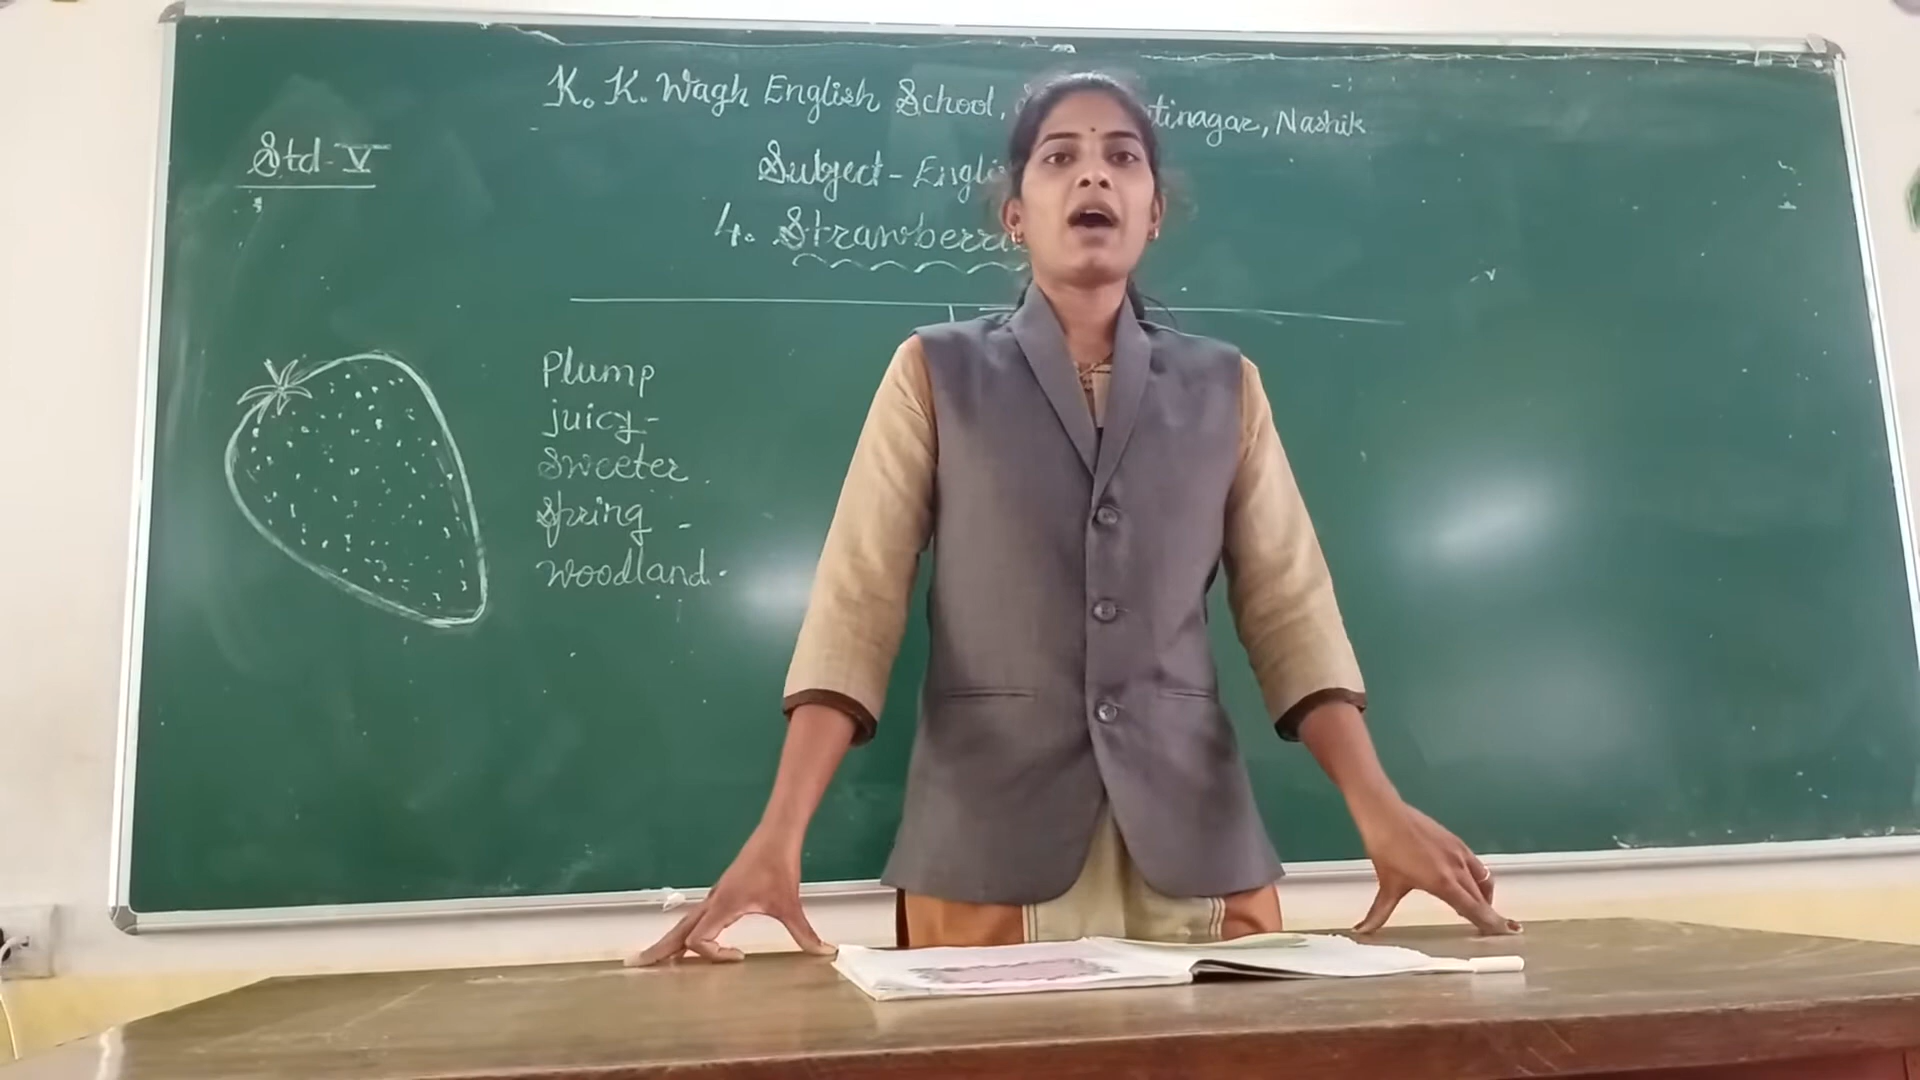 K. K. Wagh English School, tinagar, Nashik
Std - V
Subject - Engli
4. Strawberri
Plump
juicy -
Sweeter
Spring -
Woodland.